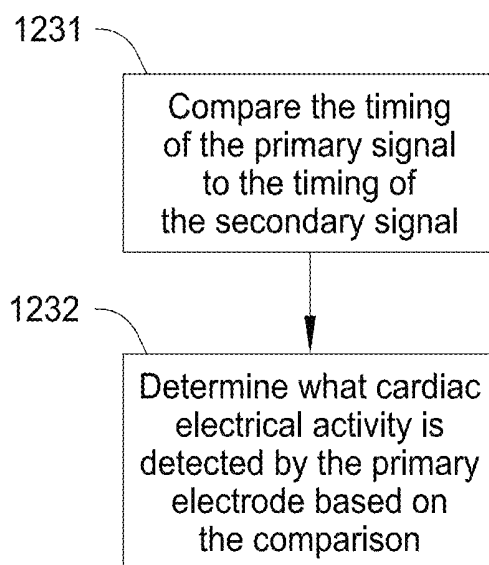 1231
Compare the timing
of the primary signal
to the timing of
the secondary signal
1232
Determine what cardiac
electrical activity is
detected by the primary
electrode based on
the comparison